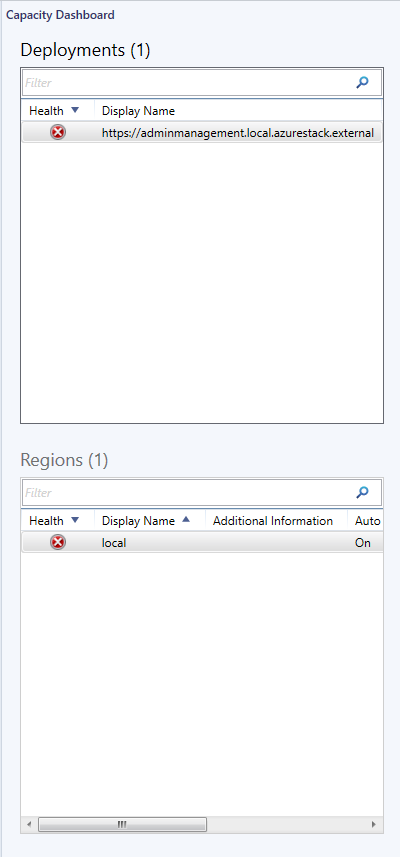 Capacity Dashboard
Deployments (1)
Filter
Health Display Name
https://adminmanagement.local.azurestack.external
Regions (1)
Filter
Health Display Name Additional Information Auto
local On